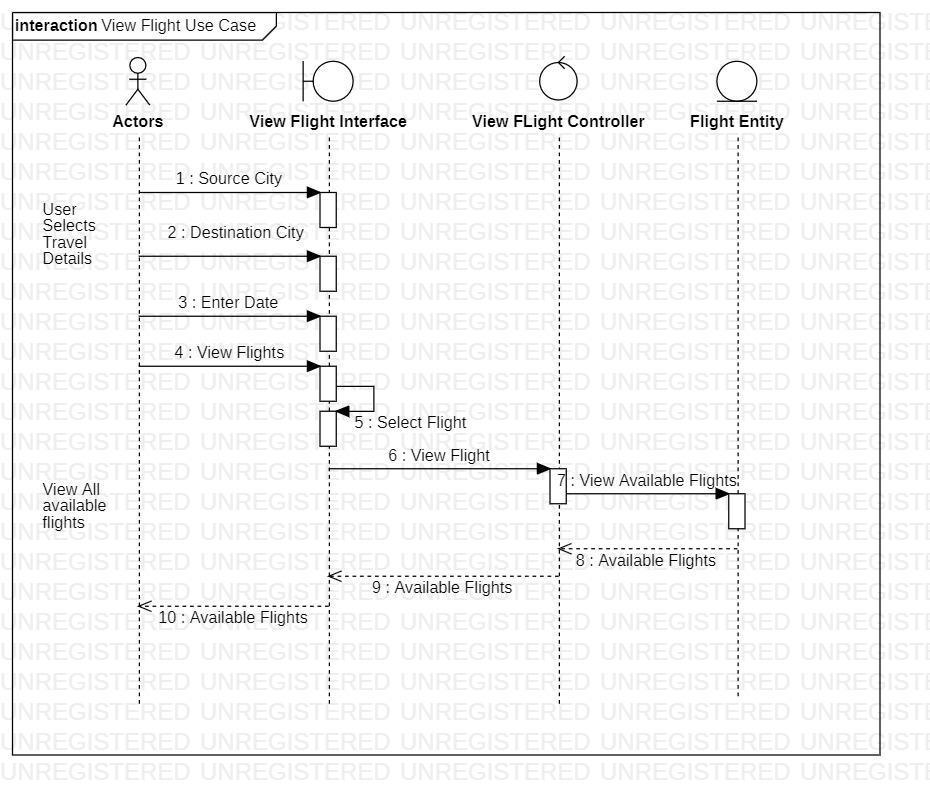 interaction View Flight Use Case
Actors
View Flight Interface
View FLight Controller
Flight Entity
1 : Source City
User
Selects
Travel
Details
2 : Destination City
3 : Enter Date
4 : View Flights
5 : Select Flight
6 : View Flight
7 : View Available Flights
View All
available
flights
8 : Available Flights
9 : Available Flights
10 : Available Flights
UNREGISTERED